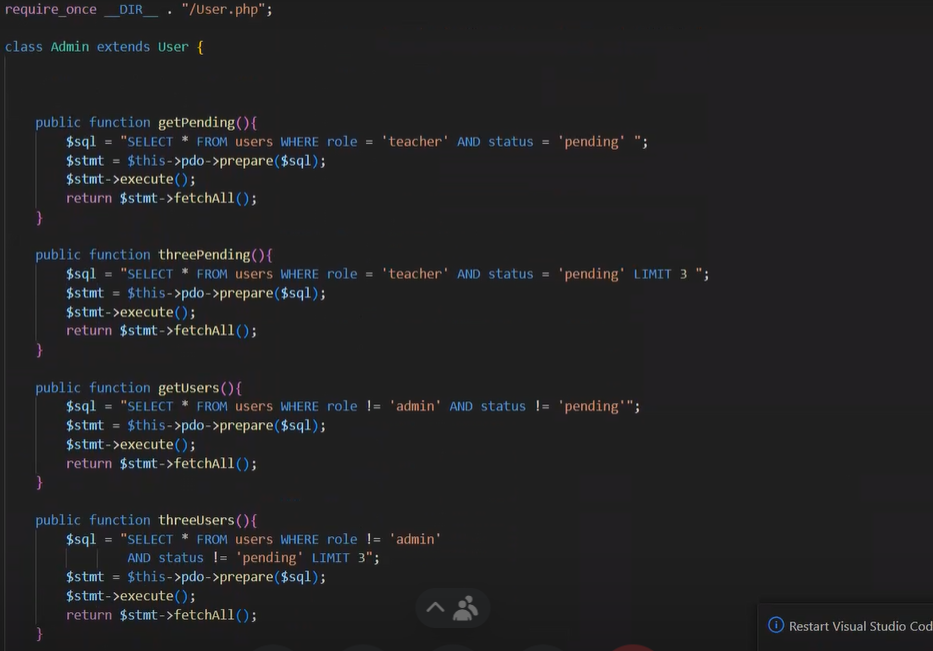 require_once __DIR__ . "/User.php";
class Admin extends User {
public function getPending(){
$sql = "SELECT * FROM users WHERE role = 'teacher' AND status = 'pending' ";
$stmt = $this->pdo->prepare($sql);
$stmt->execute();
return $stmt->fetchAll();
}
public function threePending(){
$sql = "SELECT * FROM users WHERE role = 'teacher' AND status = 'pending' LIMIT 3 ";
$stmt = $this->pdo->prepare($sql);
$stmt->execute();
return $stmt->fetchAll();
}
public function getUsers(){
$sql = "SELECT * FROM users WHERE role != 'admin' AND status != 'pending'";
$stmt = $this->pdo->prepare($sql);
$stmt->execute();
return $stmt->fetchAll();
}
public function threeUsers(){
$sql = "SELECT * FROM users WHERE role != 'admin'
AND status != 'pending' LIMIT 3";
$stmt = $this->pdo->prepare($sql);
$stmt->execute();
return $stmt->fetchAll();
}
Restart Visual Studio Cod